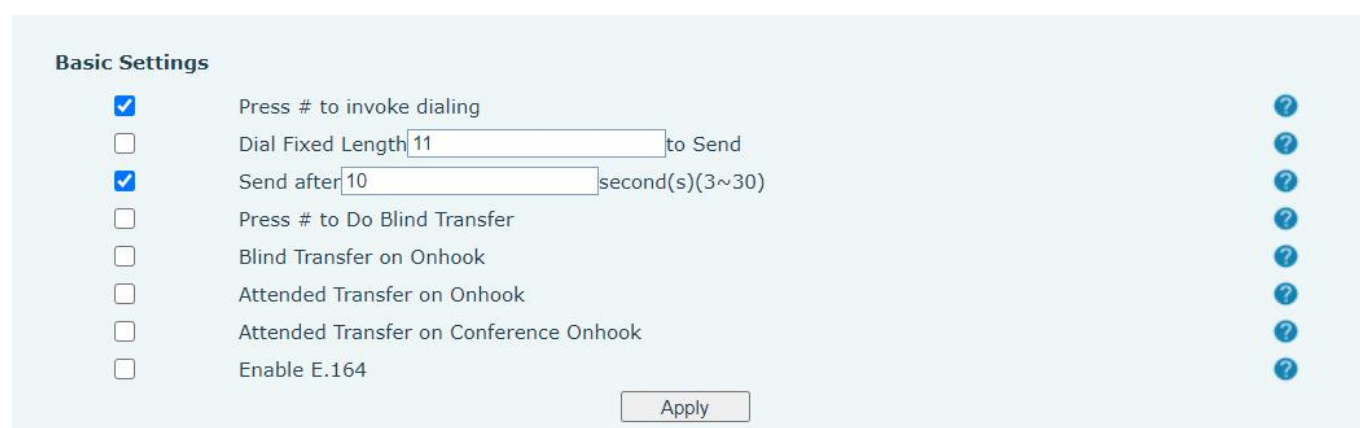 Basic Settings
Press # to invoke dialing ?
Dial Fixed Length 11 to Send ?
Send after 10 second(s)(3~30) ?
Press # to Do Blind Transfer ?
Blind Transfer on Onhook ?
Attended Transfer on Onhook ?
Attended Transfer on Conference Onhook ?
Enable E.164 ?
Apply